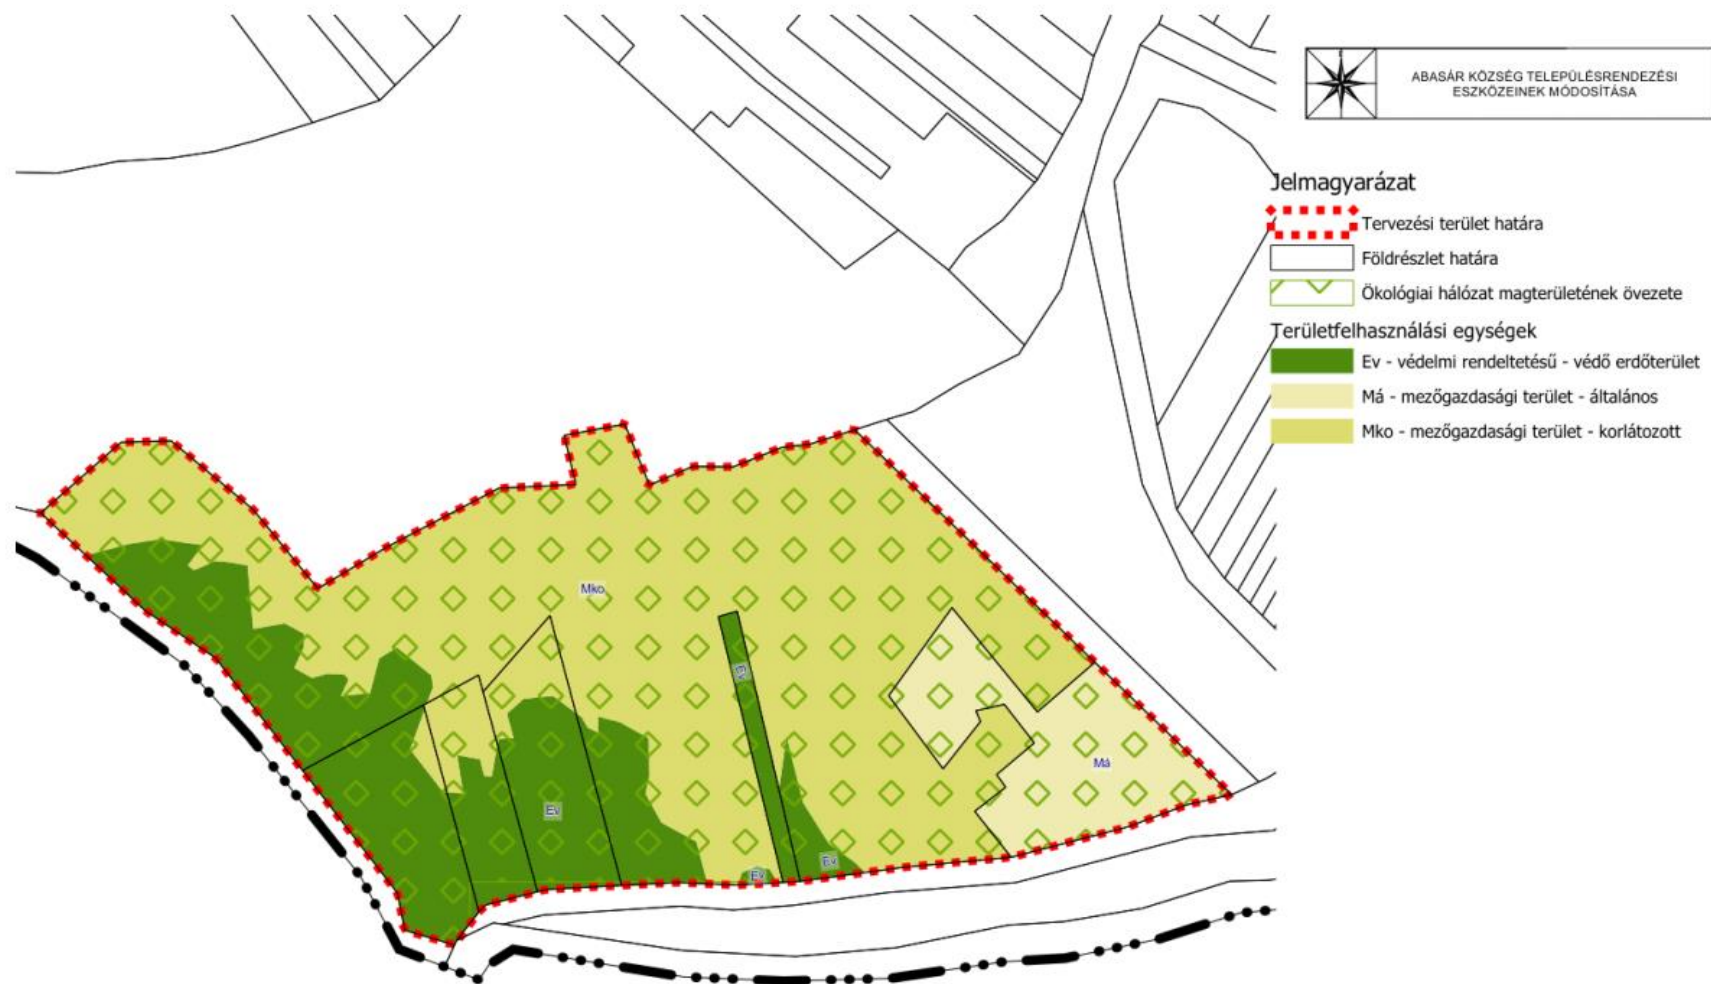 ABASÁR KÖZSÉG TELEPÜLÉSRENDEZÉSI
ESZKÖZEINEK MÓDOSÍTÁSA
Jelmagyarázat
Tervezési terület határa
Földrészlet határa
Ökológiai hálózat magterületének övezete
Területfelhasználási egységek
Ev - védelmi rendeltetésű - védő erdőterület
Má - mezőgazdasági terület - általános
Mko - mezőgazdasági terület - korlátozott
Mko
Ev
Má
Ev
Ev
Ev